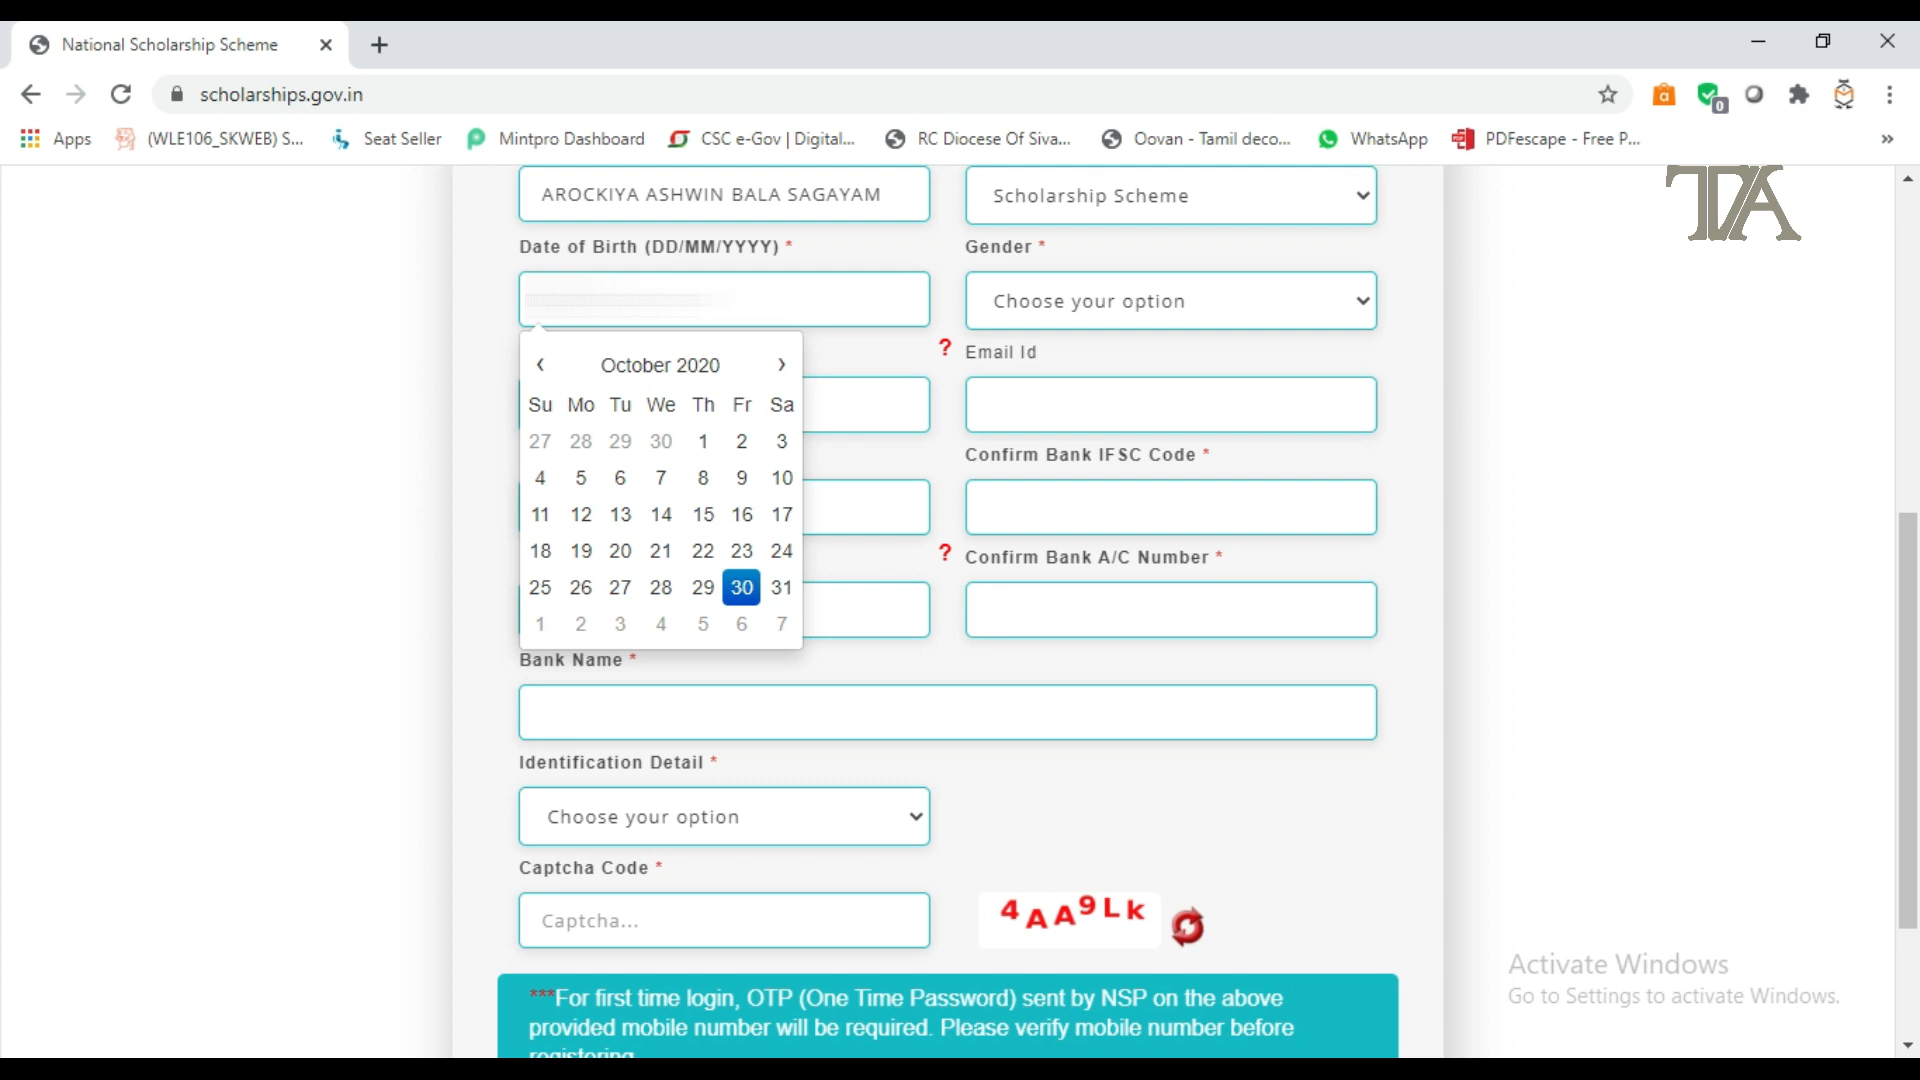 National Scholarship Scheme
scholarships.gov.in
0
Apps
(WLE106_SKWEB) S...
Seat Seller
Mintpro Dashboard
CSC e-Gov | Digital...
RC Diocese Of Siva...
Oovan - Tamil deco...
WhatsApp
PDFescape - Free P...
»
TA
AROCKIYA ASHWIN BALA SAGAYAM
Scholarship Scheme
Date of Birth (DD/MM/YYYY) *
Gender *
Choose your option
? Email Id
‹ October 2020 ›
Su Mo Tu We Th Fr Sa
27 28 29 30 1 2 3
4 5 6 7 8 9 10
11 12 13 14 15 16 17
18 19 20 21 22 23 24
25 26 27 28 29 30 31
1 2 3 4 5 6 7
Confirm Bank IFSC Code *
? Confirm Bank A/C Number *
Bank Name *
Identification Detail *
Choose your option
Captcha Code *
Captcha...
4AA9Lk
***For first time login, OTP (One Time Password) sent by NSP on the above
provided mobile number will be required. Please verify mobile number before
registering
Activate Windows
Go to Settings to activate Windows.